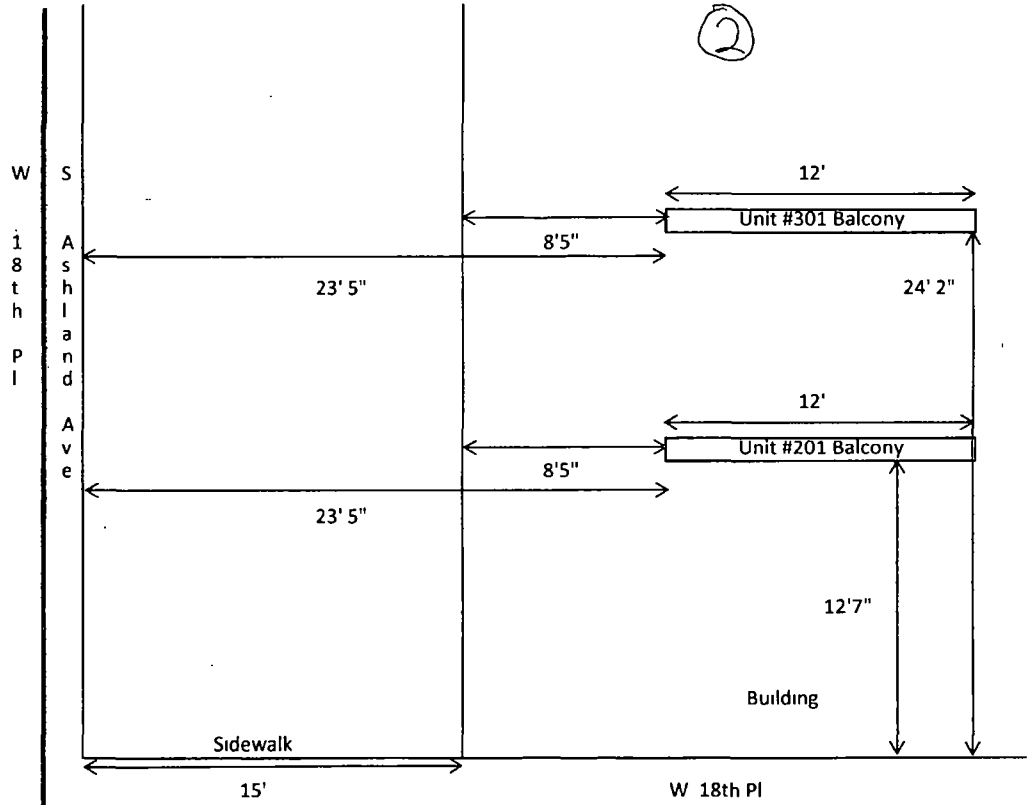 2
W 18th Pl
S Ashland Ave
12'
Unit #301 Balcony
8'5"
23' 5"
24' 2"
12'
Unit #201 Balcony
8'5"
23' 5"
12'7"
Building
Sidewalk
15'
W 18th Pl